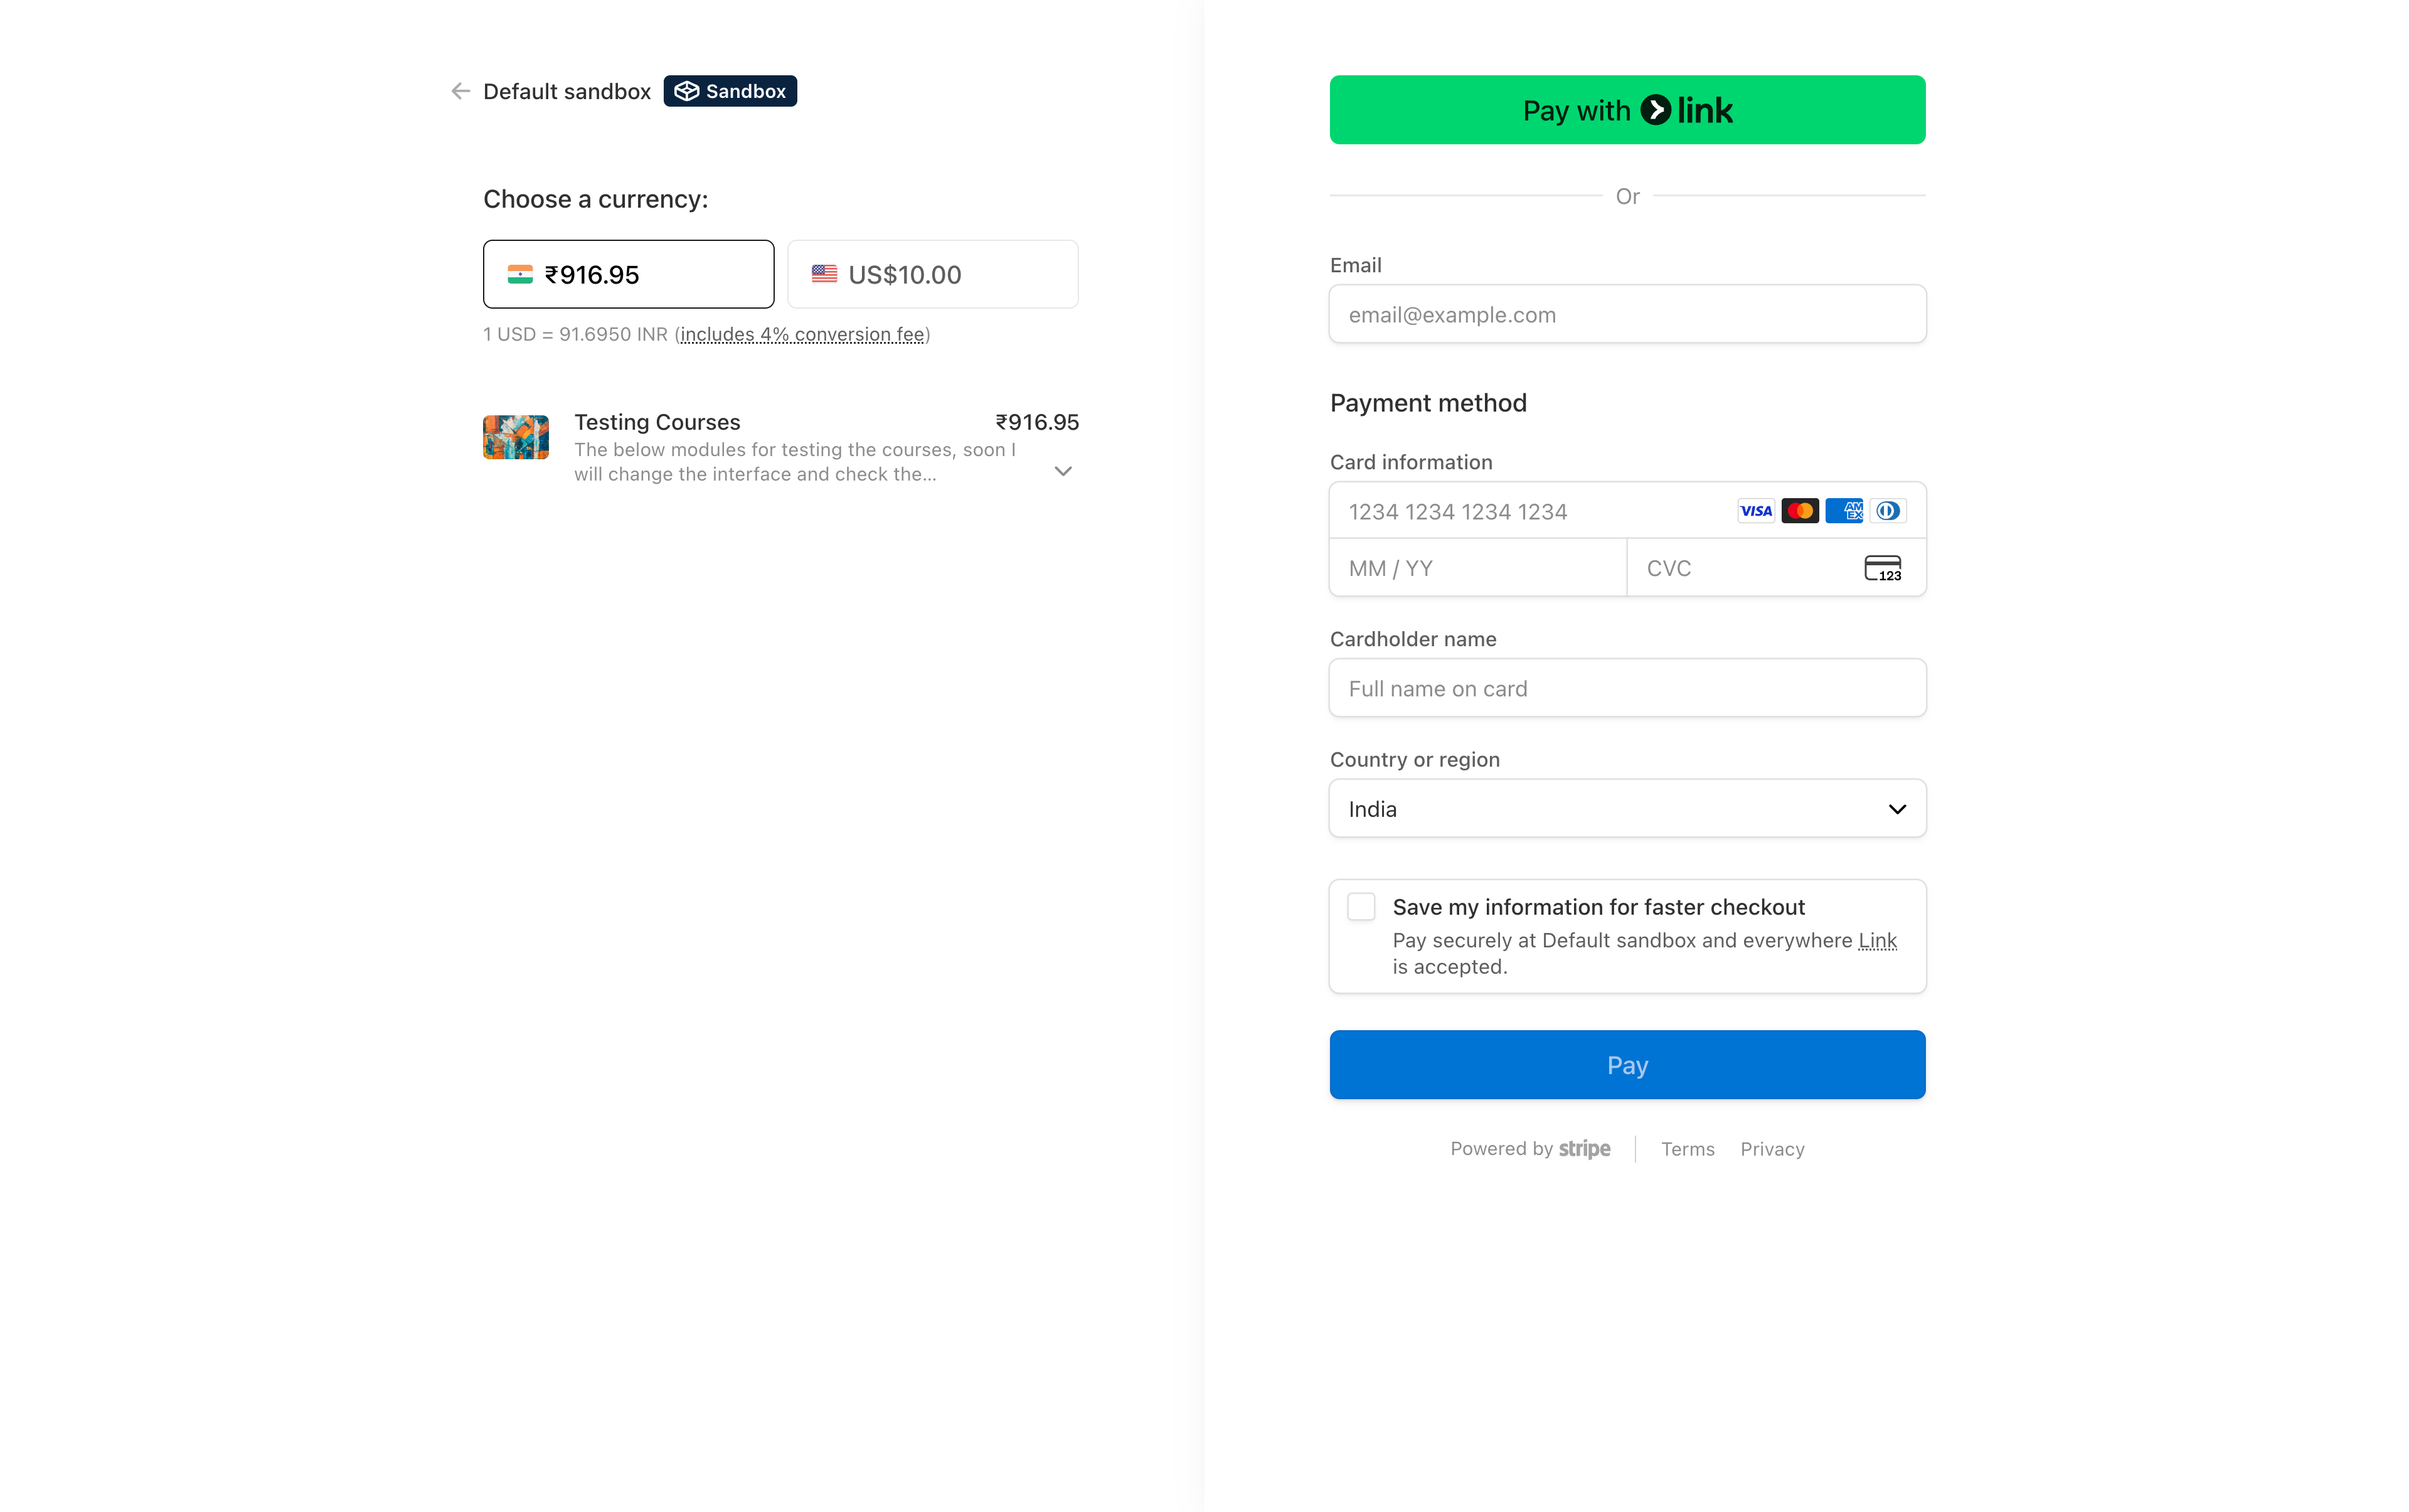 Default sandbox Sandbox
Choose a currency:
₹916.95 US$10.00
1 USD = 91.6950 INR (includes 4% conversion fee)
Testing Courses ₹916.95
The below modules for testing the courses, soon I
will change the interface and check the...
Pay with link
Or
Email
email@example.com
Payment method
Card information
1234 1234 1234 1234 VISA AM EX
MM / YY CVC 123
Cardholder name
Full name on card
Country or region
India
Save my information for faster checkout
Pay securely at Default sandbox and everywhere Link
is accepted.
Pay
Powered by stripe Terms Privacy